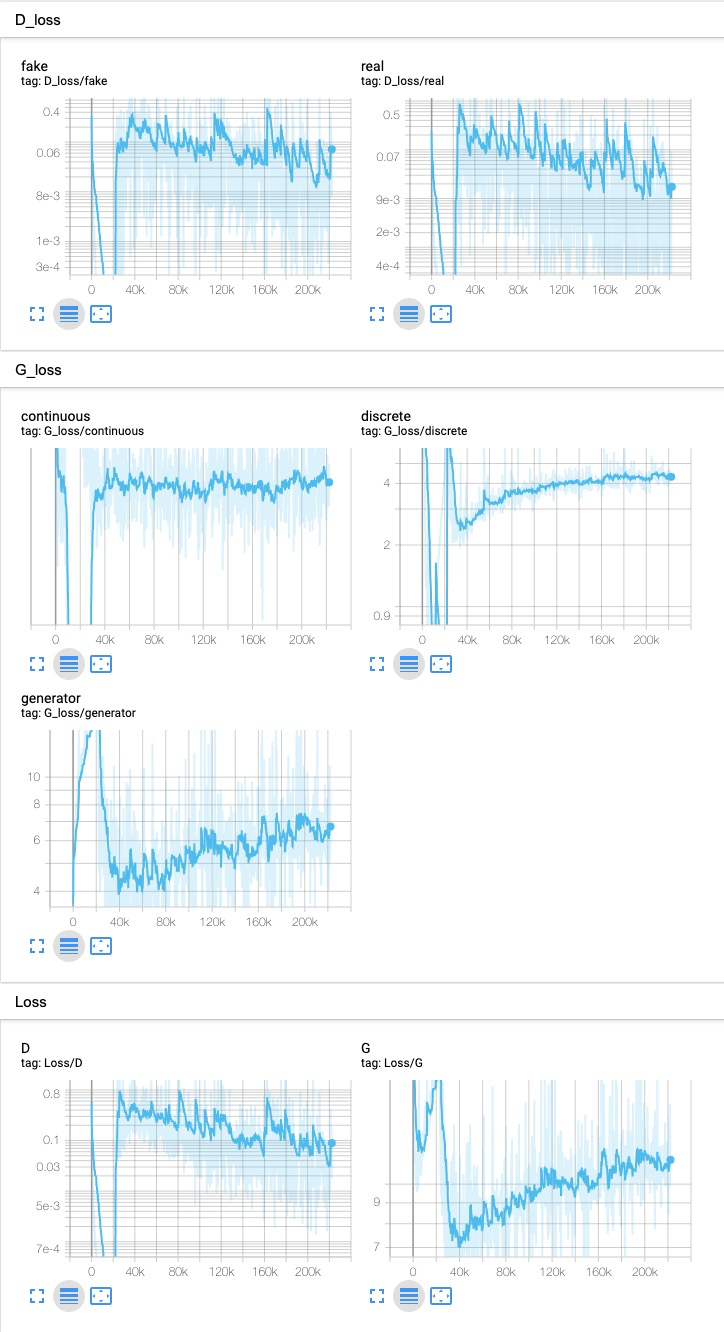 D_loss
fake
tag: D_loss/fake
real
tag: D_loss/real
0.4
0.06
8e-3
1e-3
3e-4
0 40k 80k 120k 160k 200k
0.5
0.07
9e-3
2e-3
4e-4
0 40k 80k 120k 160k 200k
G_loss
continuous
tag: G_loss/continuous
discrete
tag: G_loss/discrete
0 40k 80k 120k 160k 200k
4
2
0.9
0 40k 80k 120k 160k 200k
generator
tag: G_loss/generator
10
8
6
4
0 40k 80k 120k 160k 200k
Loss
D
tag: Loss/D
G
tag: Loss/G
0.8
0.1
0.03
5e-3
7e-4
0 40k 80k 120k 160k 200k
9
7
0 40k 80k 120k 160k 200k